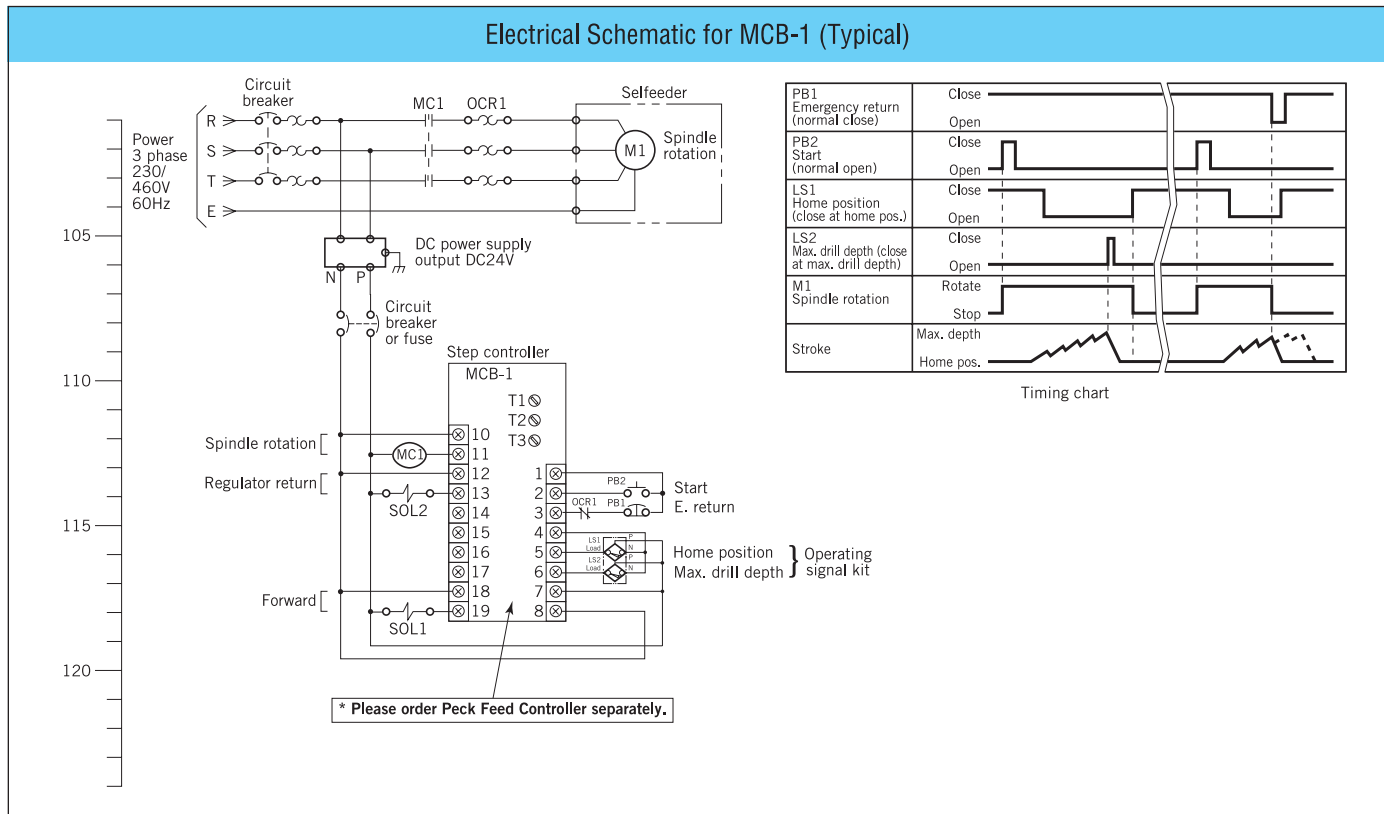 Electrical Schematic for MCB-1 (Typical)
Circuit
breaker
MC1
OCR1
Selfeeder
R
S
T
E
Power
3 phase
230/
460V
60Hz
M1
Spindle
rotation
105
110
115
120
DC power supply
output DC24V
N
P
Circuit
breaker
or fuse
Step controller
MCB-1
T1
T2
T3
Spindle rotation
Regulator return
Forward
MC1
SOL2
SOL1
10
11
12
13
14
15
16
17
18
19
1
2
3
4
5
6
7
8
PB2
OCR1
PB1
Start
E. return
LS1
Load
P
N
LS2
Load
P
N
Home position
Max. drill depth
Operating
signal kit
* Please order Peck Feed Controller separately.
PB1
Emergency return
(normal close)
Close
Open
PB2
Start
(normal open)
Close
Open
LS1
Home position
(close at home pos.)
Close
Open
LS2
Max. drill depth (close
at max. drill depth)
Close
Open
M1
Spindle rotation
Rotate
Stop
Stroke
Max. depth
Home pos.
Timing chart